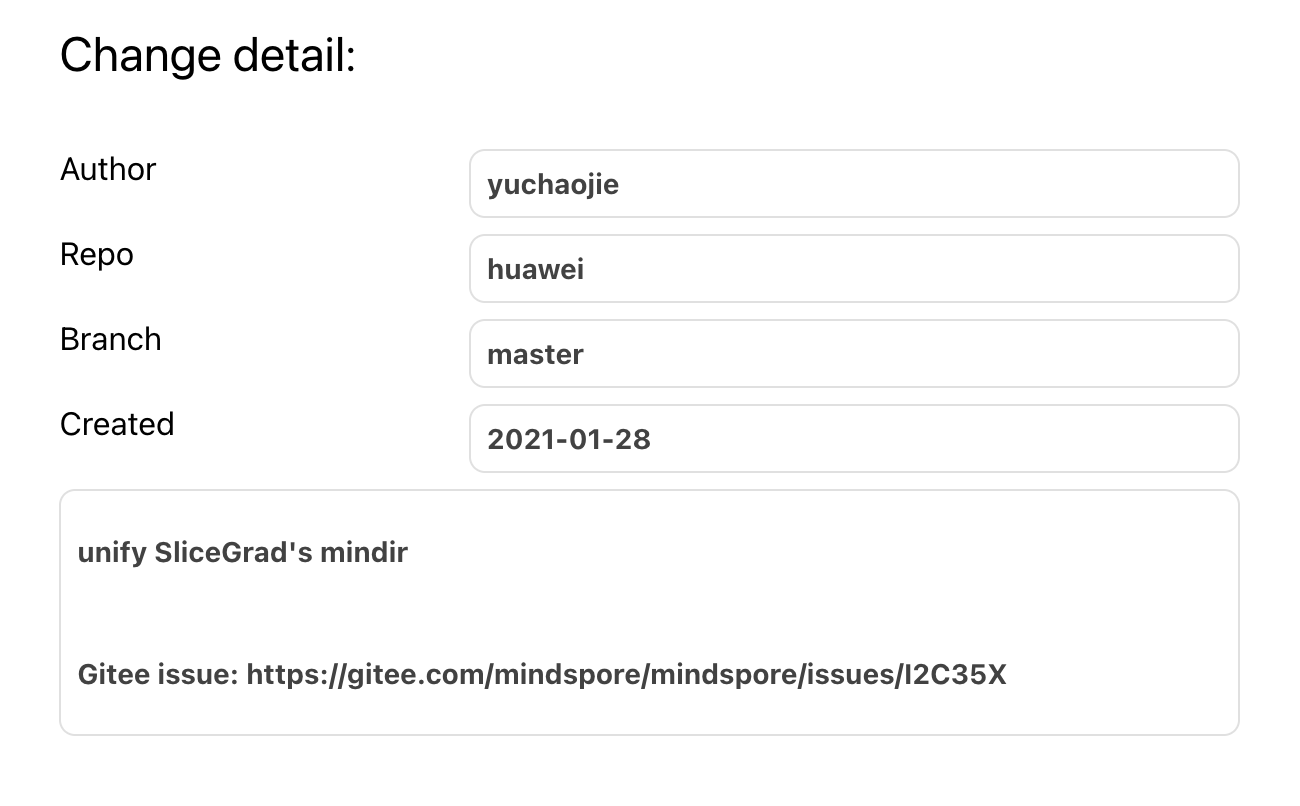 Change detail:
Author
yuchaojie
Repo
huawei
Branch
master
Created
2021-01-28
unify SliceGrad's mindir
Gitee issue: https://gitee.com/mindspore/mindspore/issues/I2C35X